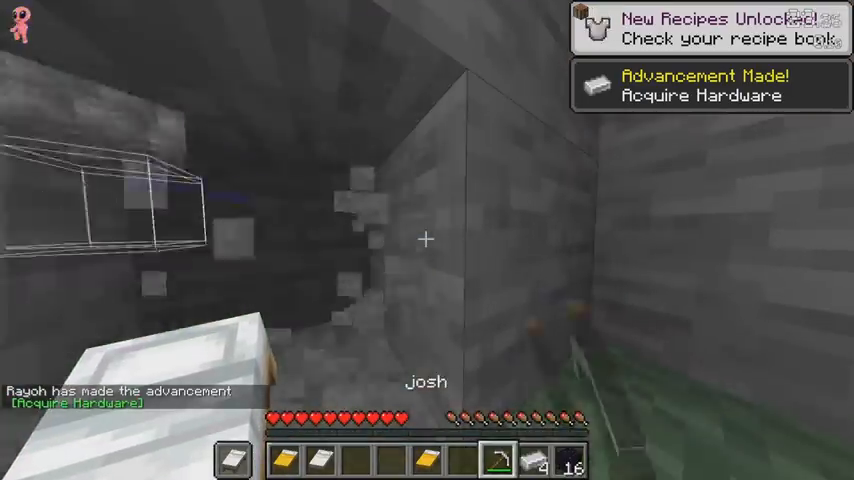 New Recipes Unlocked!
Check your recipe book
Advancement Made!
Acquire Hardware
josh
Rayoh has made the advancement
[Acquire Hardware]
4
16